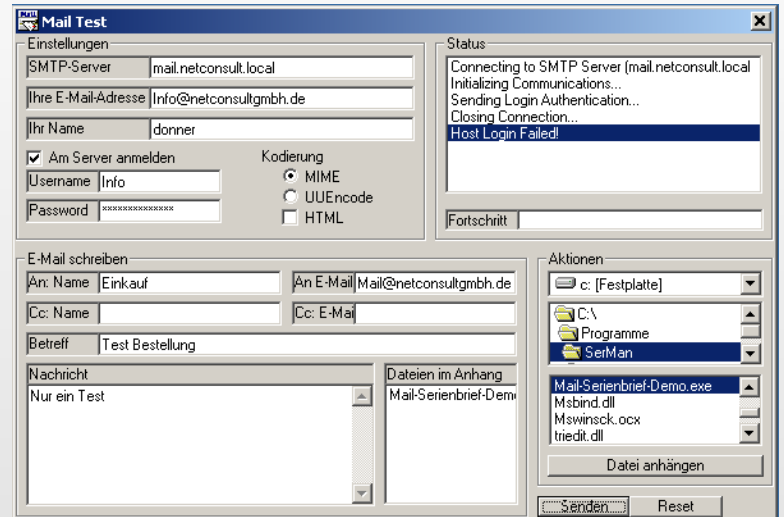 Mail Test
Einstellungen
SMTP-Server mail.netconsult.local
Ihre E-Mail-Adresse Info@netconsultgmbh.de
Ihr Name donner
Am Server anmelden
Username Info
Password **************
Kodierung
MIME
UUEncode
HTML
Status
Connecting to SMTP Server (mail.netconsult.local
Initializing Communications...
Sending Login Authentication...
Closing Connection...
Host Login Failed!
Fortschritt
E-Mail schreiben
An: Name Einkauf An E-Mail Mail@netconsultgmbh.de
Cc: Name Cc: E-Mai
Betreff Test Bestellung
Nachricht
Nur ein Test
Dateien im Anhang
Mail-Serienbrief-Dem
Aktionen
c: [Festplatte]
C:\
Programme
SerMan
Mail-Serienbrief-Demo.exe
Msbind.dll
Mswinsck.ocx
triedit.dll
Datei anhängen
Senden Reset